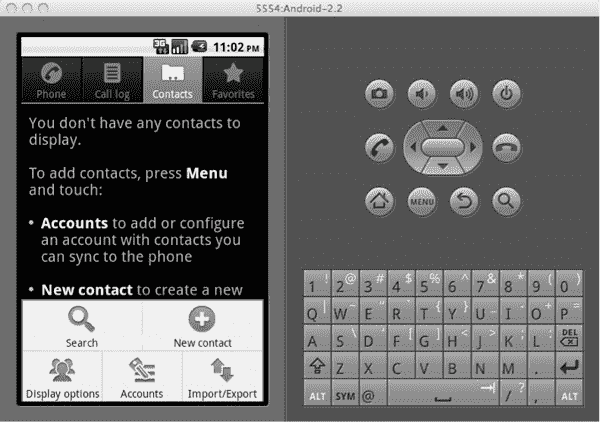 5554:Android-2.2
3G 11:02 PM
Phone Call log Contacts Favorites
You don't have any contacts to
display.
To add contacts, press Menu
and touch:
• Accounts to add or configure
an account with contacts you
can sync to the phone
• New contact to create a new
Search New contact
Display options Accounts Import/Export
MENU
1 ! 2 @ 3 # 4 $ 5 % 6 ^ 7 & 8 * 9 ( 0 )
Q | W ~ E " R ` T { Y } U _ I - O + P =
A S \ D ' F [ G ] H < J > K ; L : DEL
Z X C V B N M .
ALT SYM @ / ? , ALT